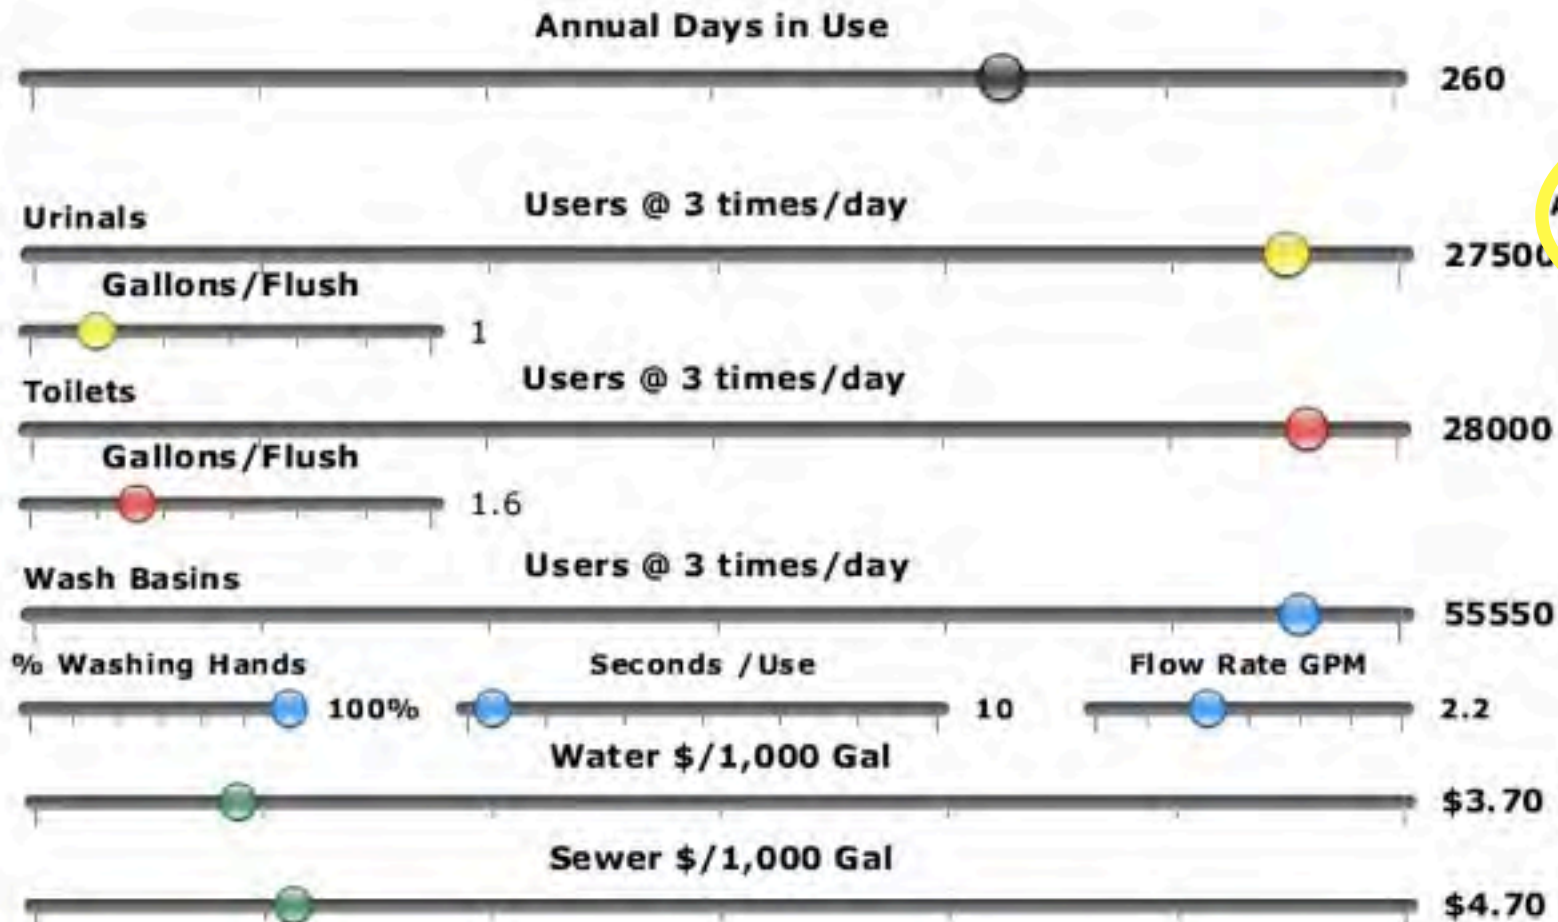 Annual Days in Use
260
Urinals
Users @ 3 times/day
27500
Gallons/Flush
1
Toilets
Users @ 3 times/day
28000
Gallons/Flush
1.6
Wash Basins
Users @ 3 times/day
55550
% Washing Hands
Seconds /Use
Flow Rate GPM
100%
10
2.2
Water $/1,000 Gal
$3.70
Sewer $/1,000 Gal
$4.70